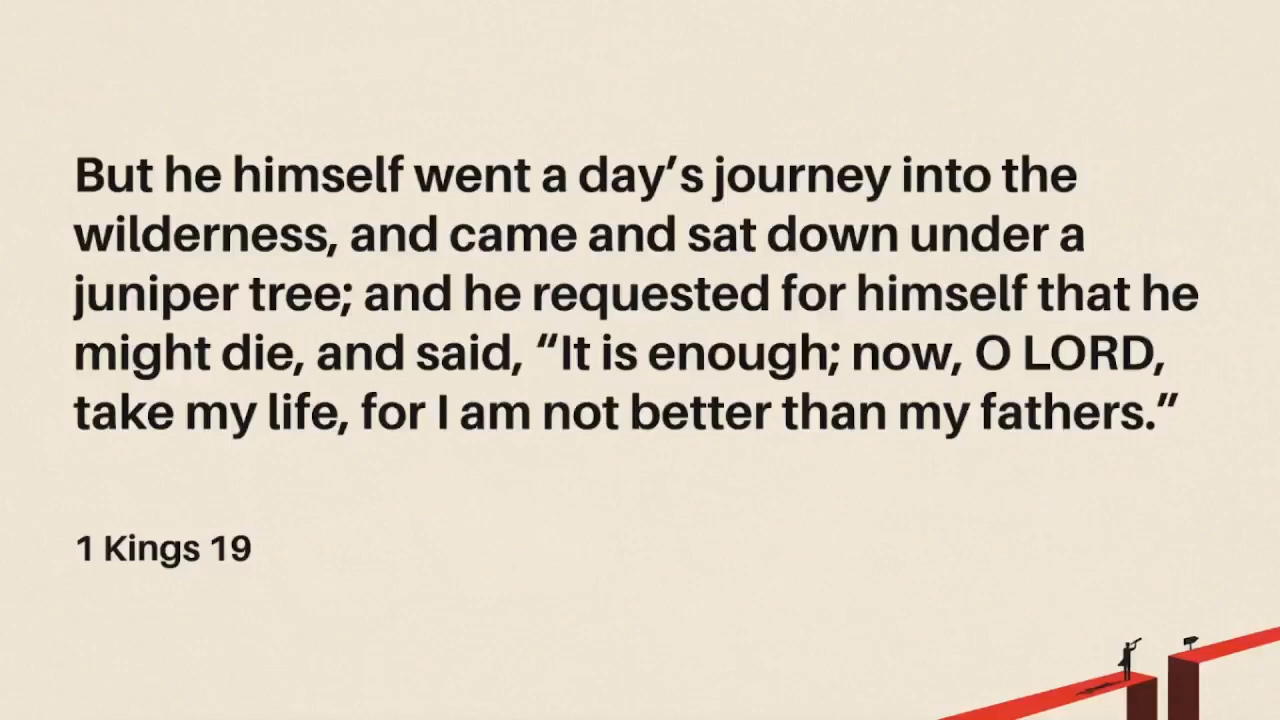 But he himself went a day’s journey into the
wilderness, and came and sat down under a
juniper tree; and he requested for himself that he
might die, and said, “It is enough; now, O LORD,
take my life, for I am not better than my fathers.”
1 Kings 19